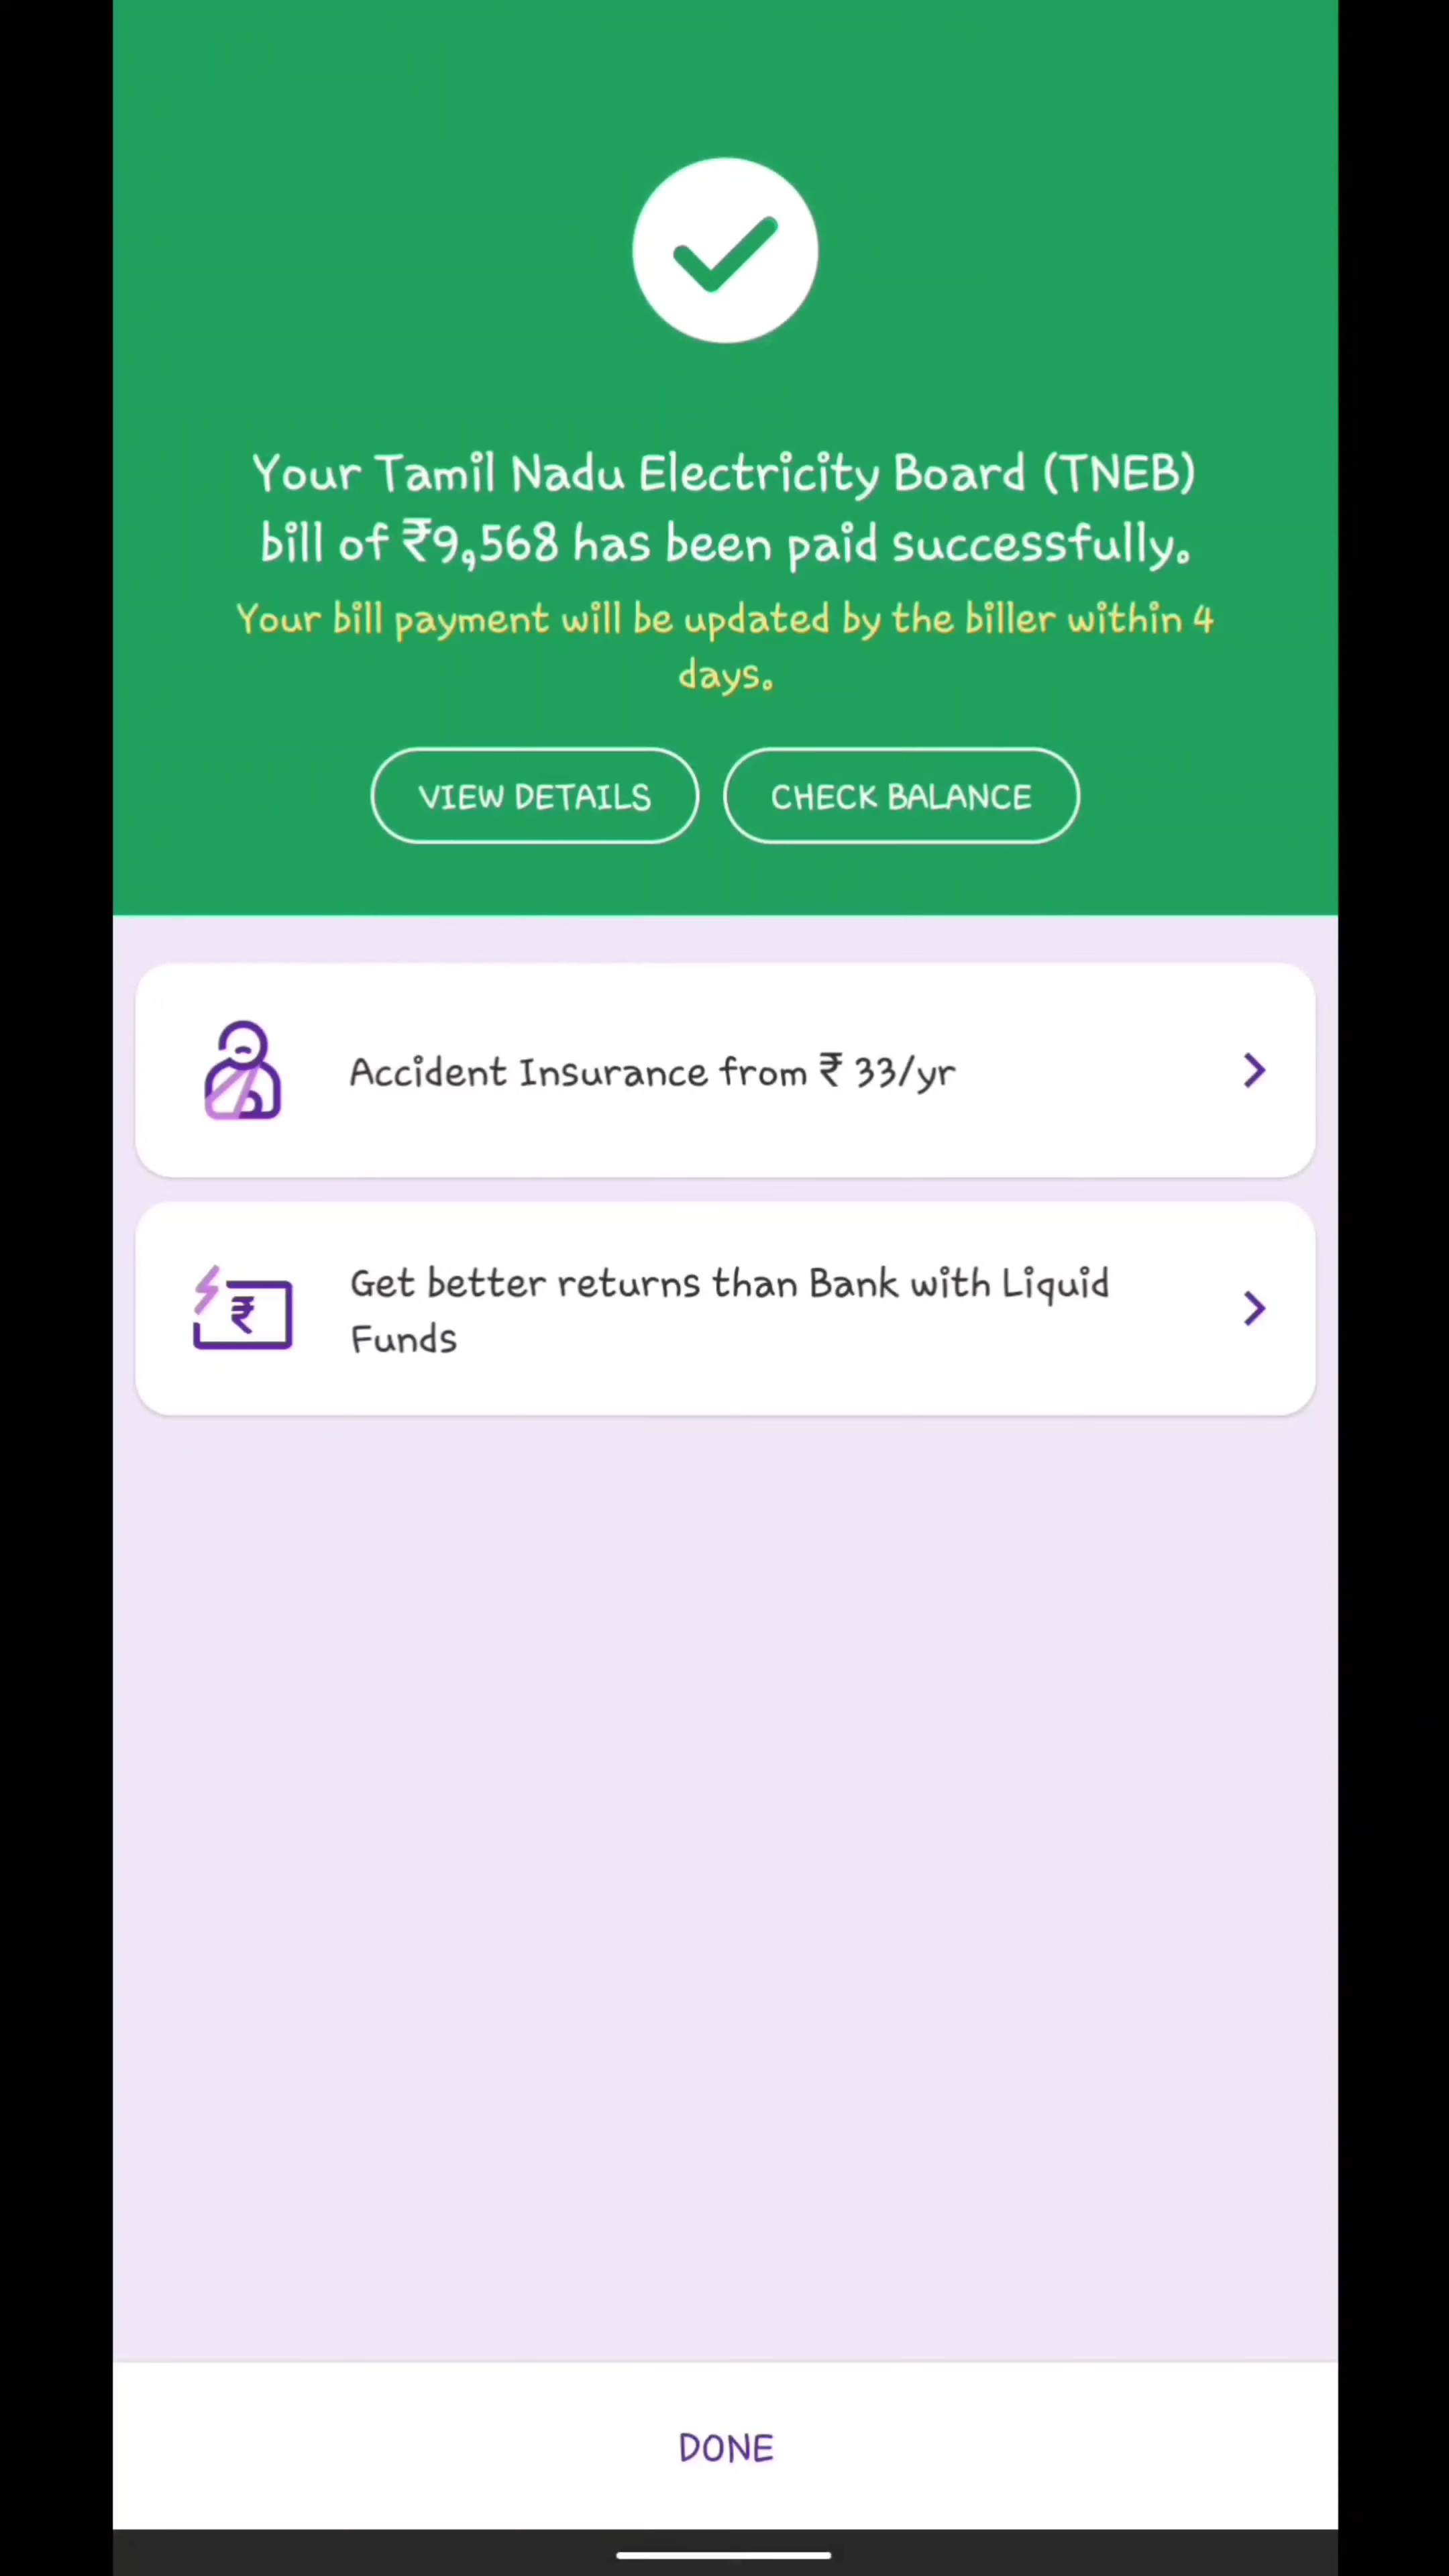 Your Tamil Nadu Electricity Board (TNEB)
bill of ₹9,568 has been paid successfully.
Your bill payment will be updated by the biller within 4
days.
VIEW DETAILS
CHECK BALANCE
Accident Insurance from ₹ 33/yr
₹
Get better returns than Bank with Liquid
Funds
DONE